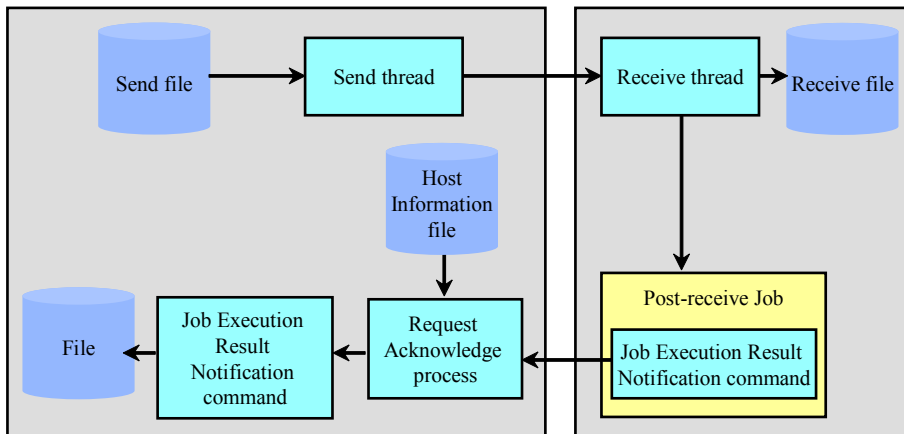 Send file
Send thread
Receive thread
Receive file
Host
Information
file
Post-receive Job
File
Job Execution
Result
Notification
command
Request
Acknowledge
process
Job Execution Result
Notification command